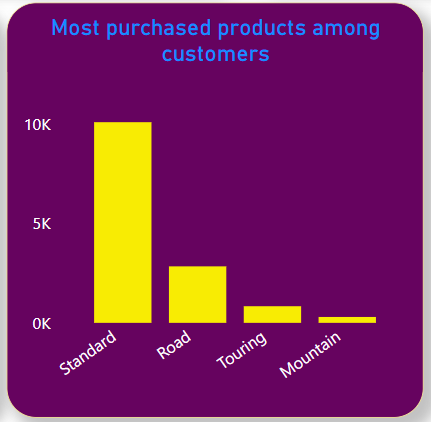 Most purchased products among
customers
10K
5K
0K
Standard
Road
Touring
Mountain